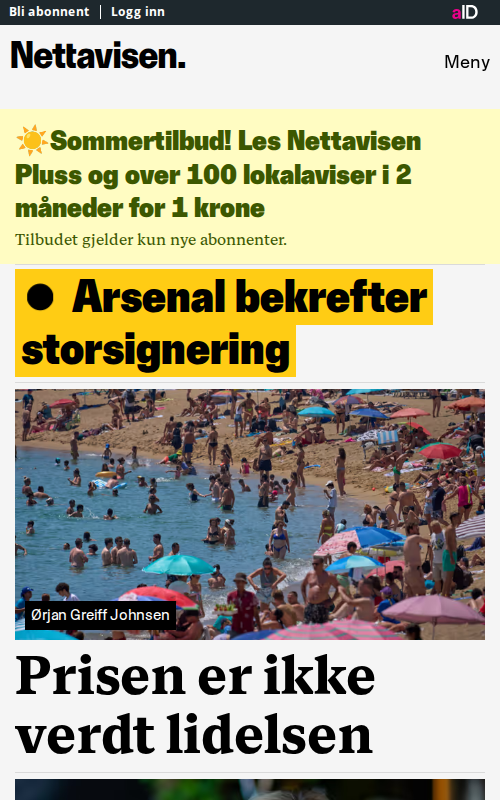 Bli abonnent | Logg inn
aID
Nettavisen.
Meny
☀️Sommertilbud! Les Nettavisen
Pluss og over 100 lokalaviser i 2
måneder for 1 krone
Tilbudet gjelder kun nye abonnenter.
● Arsenal bekrefter
storsignering
Ørjan Greiff Johnsen
Prisen er ikke
verdt lidelsen